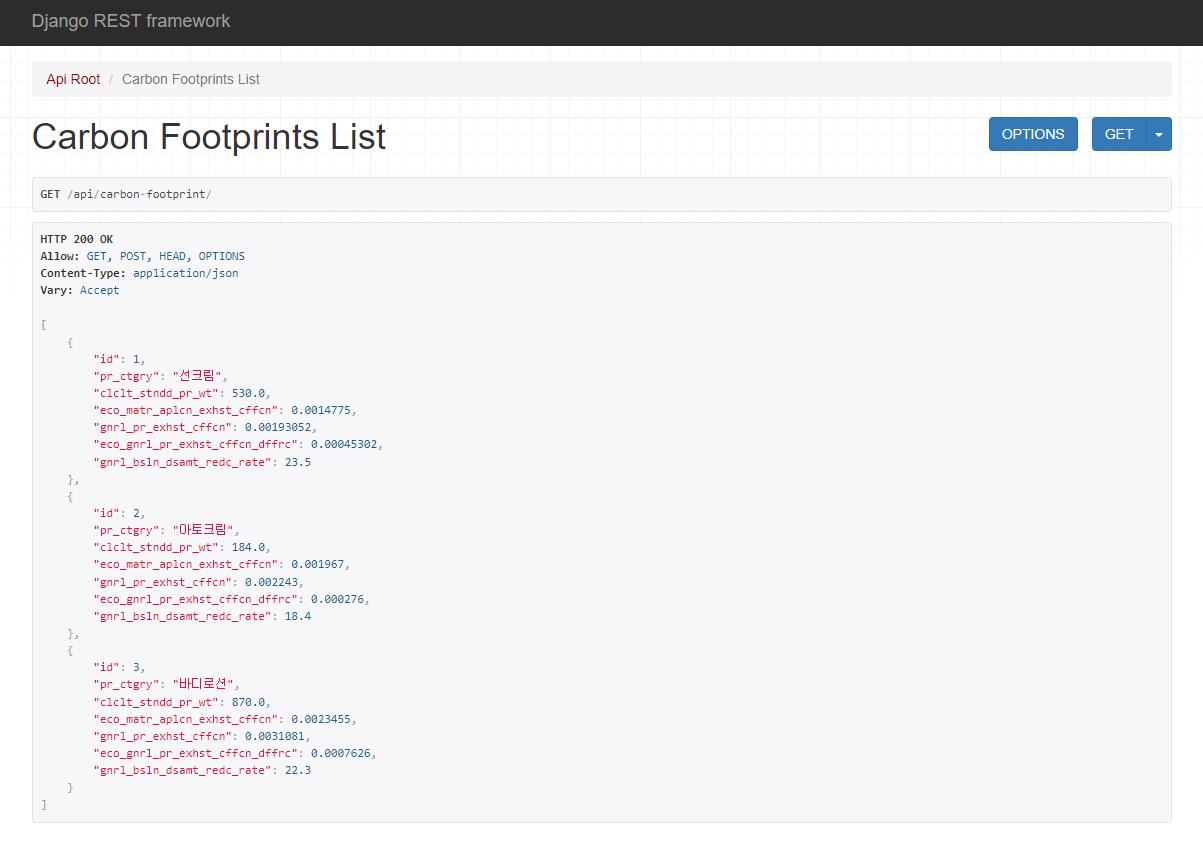 Django REST framework
Api Root / Carbon Footprints List
Carbon Footprints List
OPTIONS
GET
GET /api/carbon-footprint/
HTTP 200 OK
Allow: GET, POST, HEAD, OPTIONS
Content-Type: application/json
Vary: Accept
[
    {
        "id": 1,
        "pr_ctgry": "선크림",
        "clclt_stndd_pr_wt": 530.0,
        "eco_matr_aplcn_exhst_cffcn": 0.0014775,
        "gnrl_pr_exhst_cffcn": 0.00193052,
        "eco_gnrl_pr_exhst_cffcn_dffrc": 0.00045302,
        "gnrl_bsln_dsamt_redc_rate": 23.5
    },
    {
        "id": 2,
        "pr_ctgry": "아토크림",
        "clclt_stndd_pr_wt": 184.0,
        "eco_matr_aplcn_exhst_cffcn": 0.001967,
        "gnrl_pr_exhst_cffcn": 0.002243,
        "eco_gnrl_pr_exhst_cffcn_dffrc": 0.000276,
        "gnrl_bsln_dsamt_redc_rate": 18.4
    },
    {
        "id": 3,
        "pr_ctgry": "바디로션",
        "clclt_stndd_pr_wt": 870.0,
        "eco_matr_aplcn_exhst_cffcn": 0.0023455,
        "gnrl_pr_exhst_cffcn": 0.0031081,
        "eco_gnrl_pr_exhst_cffcn_dffrc": 0.0007626,
        "gnrl_bsln_dsamt_redc_rate": 22.3
    }
]